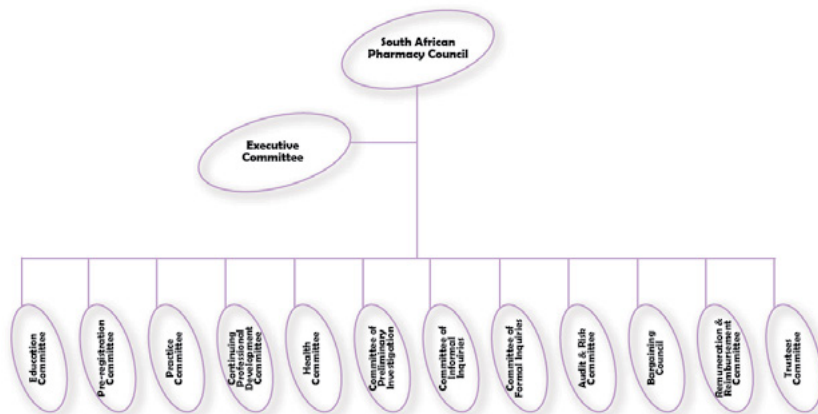 South African
Pharmacy Council
Executive
Committee
Education
Committee
Pre-registration
Committee
Practice
Committee
Continuing
Professional
Development
Committee
Health
Committee
Committee of
Preliminary
Investigation
Committee of
Informal
Inquiries
Committee of
Formal Inquiries
Audit & Risk
Committee
Bargaining
Council
Remuneration &
Reimbursement
Committee
Trustees
Committee